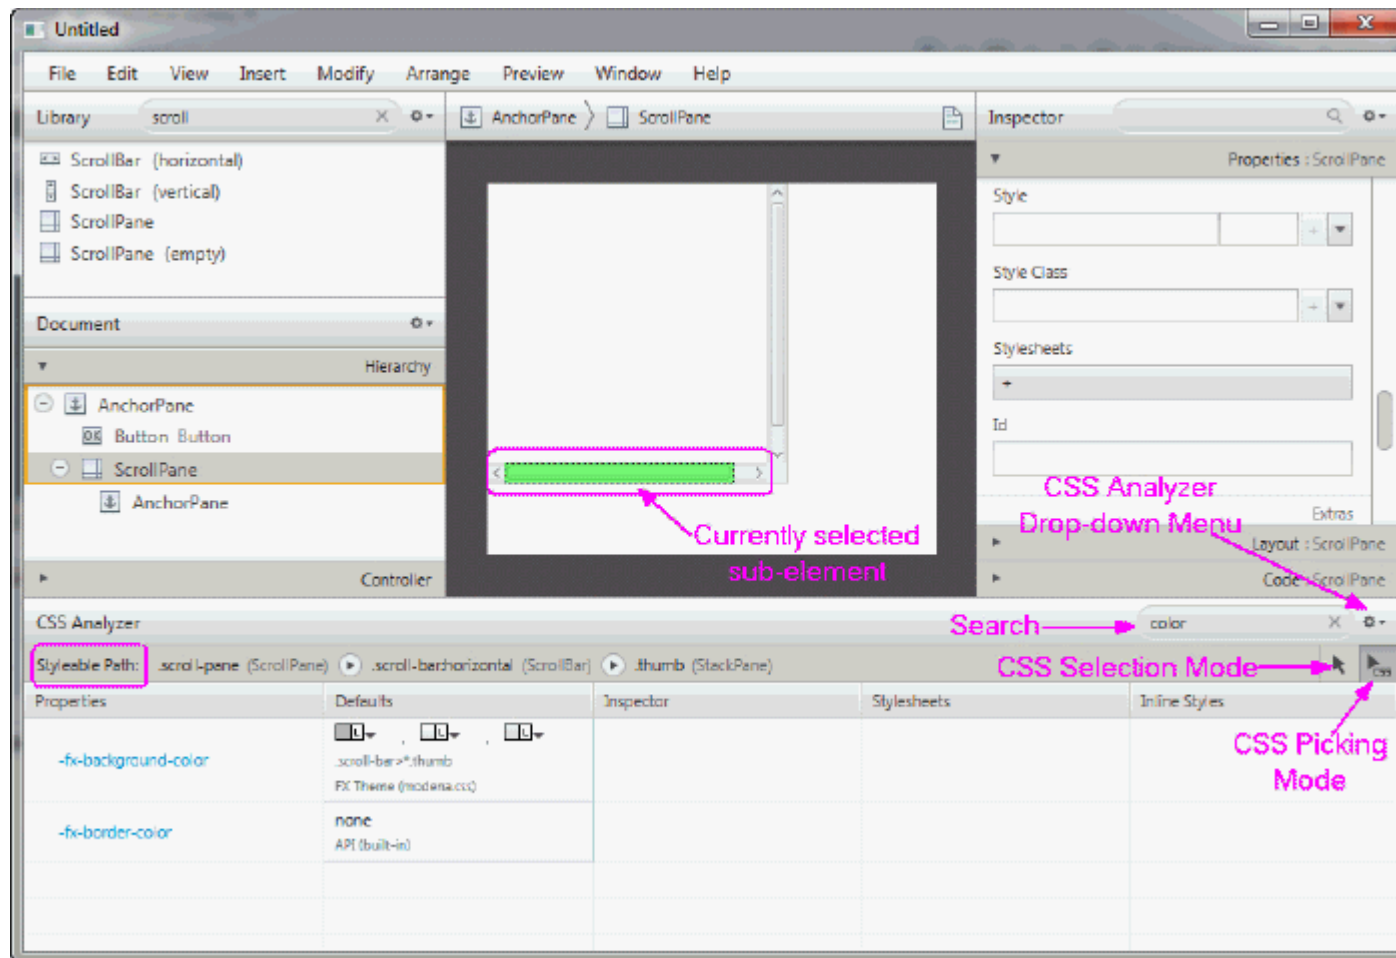 Untitled
File Edit View Insert Modify Arrange Preview Window Help
Library scroll
ScrollBar (horizontal)
ScrollBar (vertical)
ScrollPane
ScrollPane (empty)
Document
Hierarchy
AnchorPane
OK Button Button
ScrollPane
AnchorPane
Controller
AnchorPane ScrollPane
Currently selected
sub-element
Inspector
Properties : ScrollPane
Style
Style Class
Stylesheets
+
Id
Extras
Layout : ScrollPane
Code : ScrollPane
CSS Analyzer
Drop-down Menu
CSS Analyzer
Search color
Styleable Path: .scroll-pane (ScrollPane) .scroll-bar:horizontal (ScrollBar) .thumb (StackPane)
CSS Selection Mode
CSS
CSS Picking
Mode
Properties Defaults Inspector Stylesheets Inline Styles
-fx-background-color
L , L , L
.scroll-bar>*.thumb
FX Theme (modena.css)
-fx-border-color
none
API (built-in)